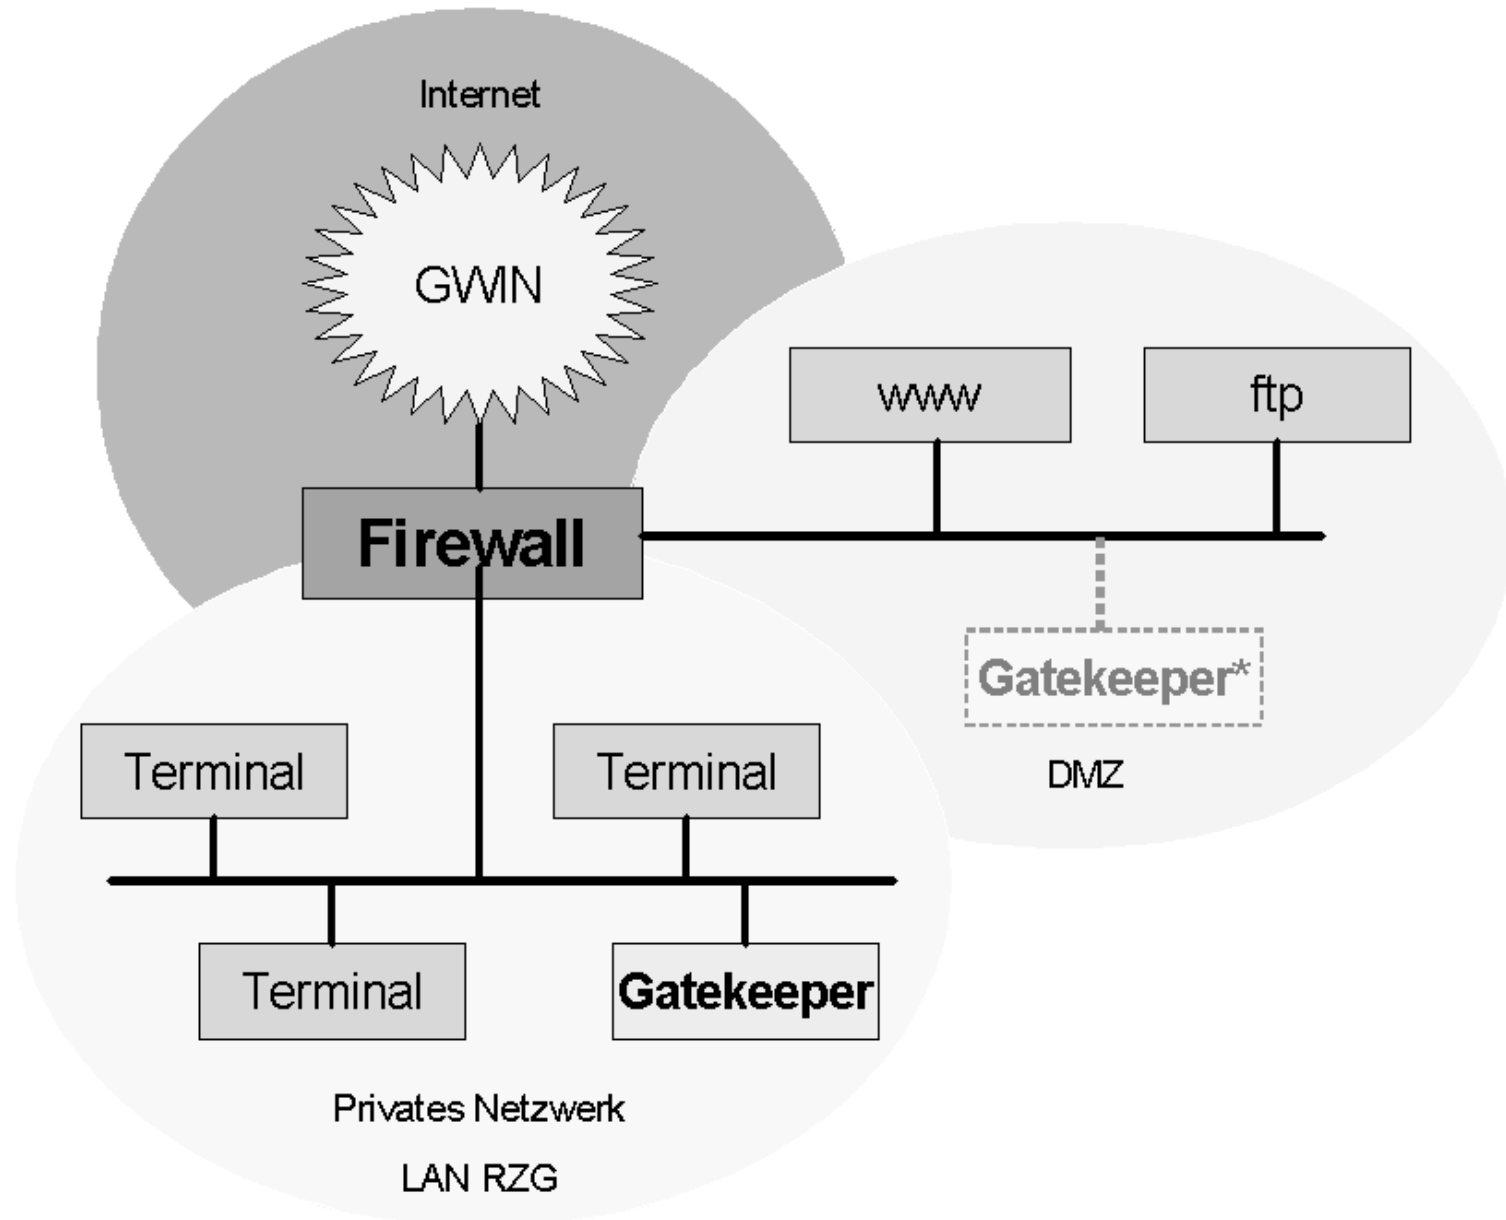 Internet
GWIN
www
ftp
Firewall
Gatekeeper*
Terminal
Terminal
DMZ
Terminal
Gatekeeper
Privates Netzwerk
LAN RZG